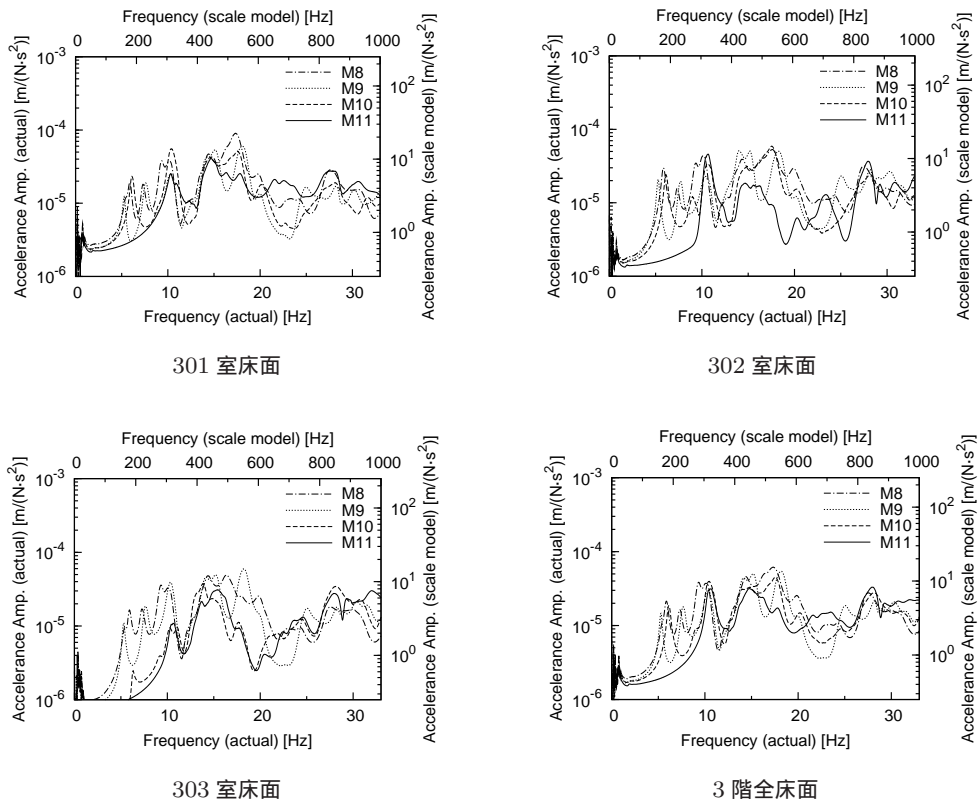 Frequency (scale model) [Hz]
0 200 400 600 800 1000
Accelerance Amp. (actual) [m/(N·s²)]
10⁻³
10⁻⁴
10⁻⁵
10⁻⁶
M8
M9
M10
M11
10²
10¹
10⁰
Accelerance Amp. (scale model) [m/(N·s²)]
0 10 20 30
Frequency (actual) [Hz]
301 室床面
Frequency (scale model) [Hz]
0 200 400 600 800 1000
Accelerance Amp. (actual) [m/(N·s²)]
10⁻³
10⁻⁴
10⁻⁵
10⁻⁶
M8
M9
M10
M11
10²
10¹
10⁰
Accelerance Amp. (scale model) [m/(N·s²)]
0 10 20 30
Frequency (actual) [Hz]
302 室床面
Frequency (scale model) [Hz]
0 200 400 600 800 1000
Accelerance Amp. (actual) [m/(N·s²)]
10⁻³
10⁻⁴
10⁻⁵
10⁻⁶
M8
M9
M10
M11
10²
10¹
10⁰
Accelerance Amp. (scale model) [m/(N·s²)]
0 10 20 30
Frequency (actual) [Hz]
303 室床面
Frequency (scale model) [Hz]
0 200 400 600 800 1000
Accelerance Amp. (actual) [m/(N·s²)]
10⁻³
10⁻⁴
10⁻⁵
10⁻⁶
M8
M9
M10
M11
10²
10¹
10⁰
Accelerance Amp. (scale model) [m/(N·s²)]
0 10 20 30
Frequency (actual) [Hz]
3 階全床面